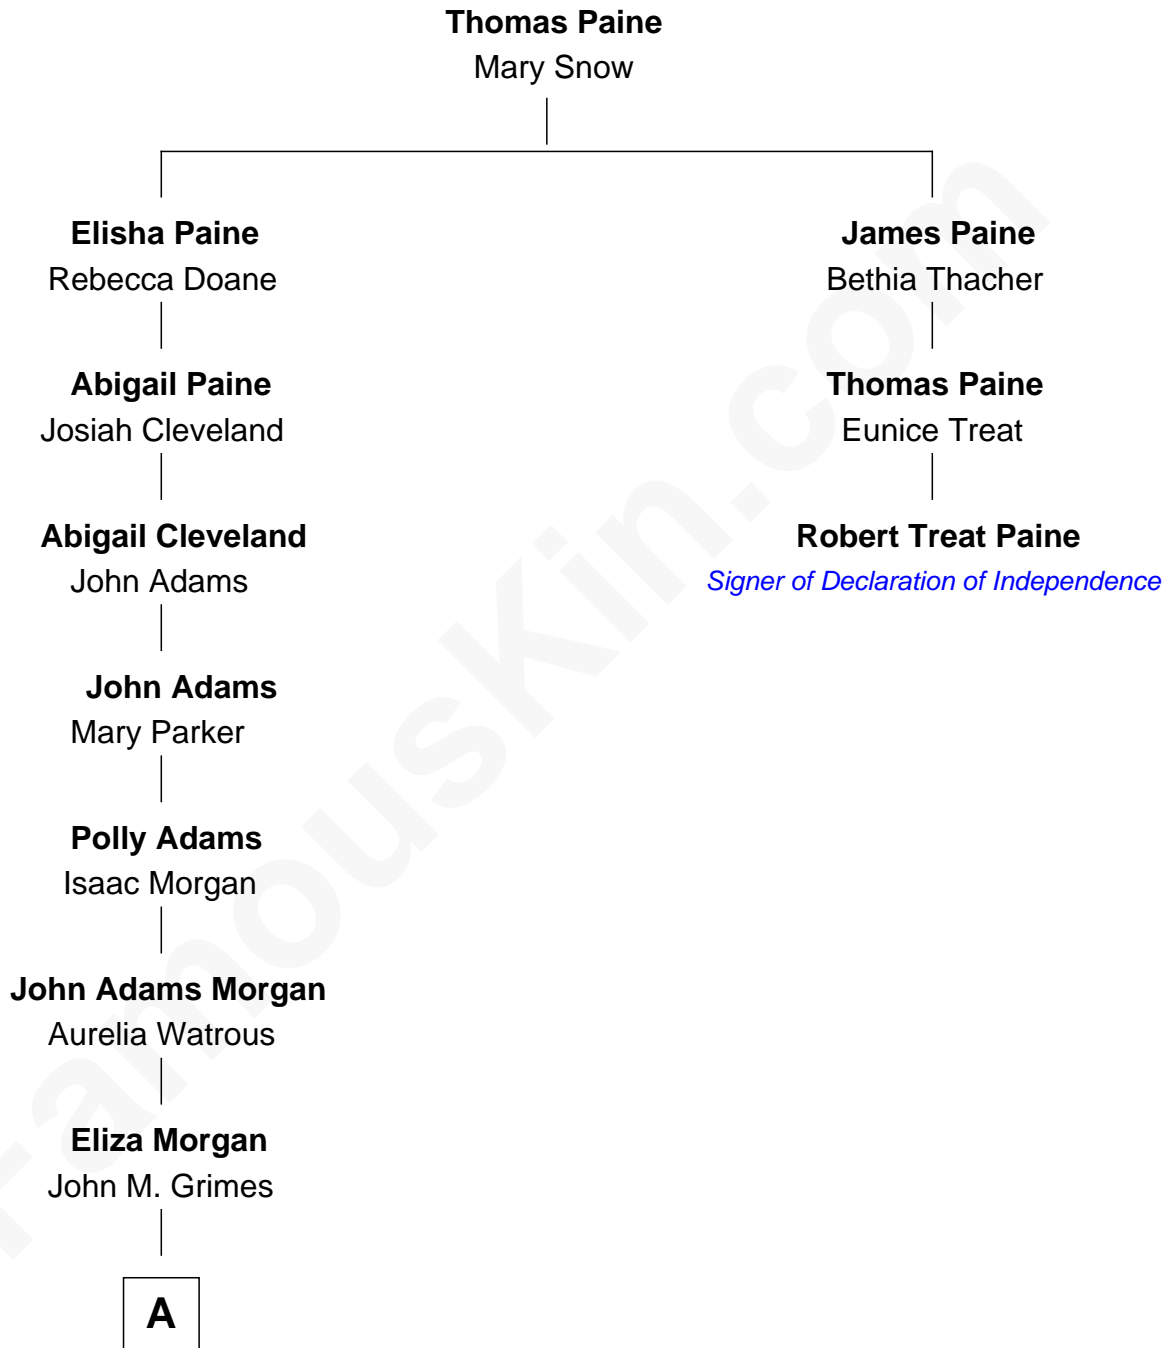 Thomas Paine
Mary Snow
Elisha Paine
Rebecca Doane
James Paine
Bethia Thacher
Abigail Paine
Josiah Cleveland
Thomas Paine
Eunice Treat
Abigail Cleveland
John Adams
Robert Treat Paine
Signer of Declaration of Independence
John Adams
Mary Parker
Polly Adams
Isaac Morgan
John Adams Morgan
Aurelia Watrous
Eliza Morgan
John M. Grimes
A
FamousKin.com